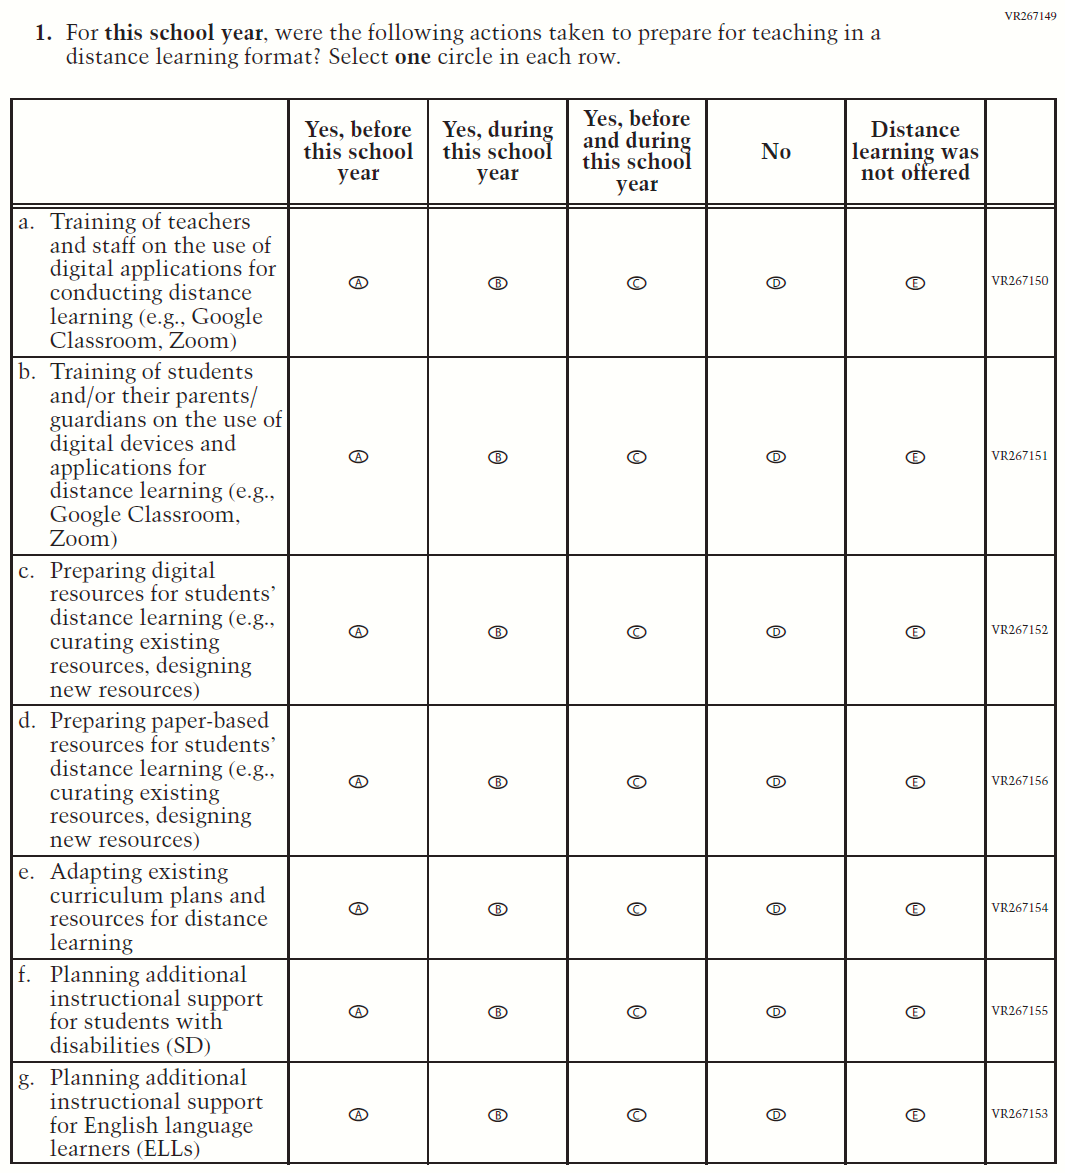 VR267149
1. For this school year, were the following actions taken to prepare for teaching in a
distance learning format? Select one circle in each row.
Yes, before
this school
year
Yes, during
this school
year
Yes, before
and during
this school
year
No
Distance
learning was
not offered
a. Training of teachers
and staff on the use of
digital applications for
conducting distance
learning (e.g., Google
Classroom, Zoom)
A B C D E VR267150
b. Training of students
and/or their parents/
guardians on the use of
digital devices and
applications for
distance learning (e.g.,
Google Classroom,
Zoom)
A B C D E VR267151
c. Preparing digital
resources for students’
distance learning (e.g.,
curating existing
resources, designing
new resources)
A B C D E VR267152
d. Preparing paper-based
resources for students’
distance learning (e.g.,
curating existing
resources, designing
new resources)
A B C D E VR267156
e. Adapting existing
curriculum plans and
resources for distance
learning
A B C D E VR267154
f. Planning additional
instructional support
for students with
disabilities (SD)
A B C D E VR267155
g. Planning additional
instructional support
for English language
learners (ELLs)
A B C D E VR267153